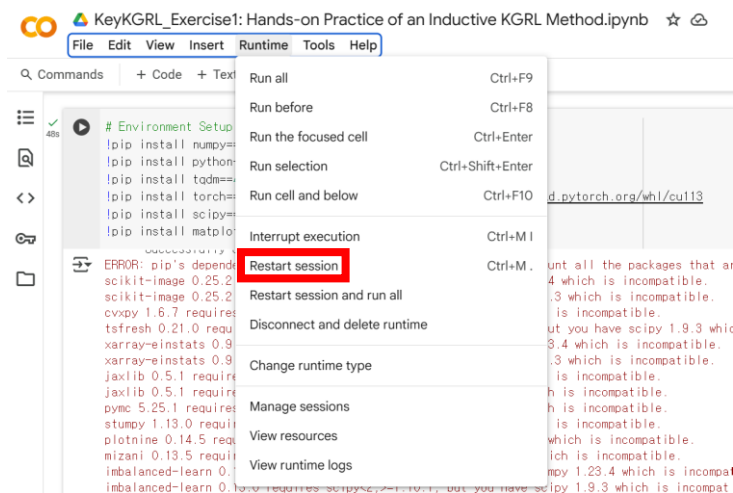 KeyKGRL_Exercise1: Hands-on Practice of an Inductive KGRL Method.ipynb
File Edit View Insert Runtime Tools Help
Commands + Code + Text
Run all Ctrl+F9
Run before Ctrl+F8
Run the focused cell Ctrl+Enter
Run selection Ctrl+Shift+Enter
Run cell and below Ctrl+F10
Interrupt execution Ctrl+M I
Restart session Ctrl+M .
Restart session and run all
Disconnect and delete runtime
Change runtime type
Manage sessions
View resources
View runtime logs
48s
# Environment Setup
!pip install numpy==
!pip install python-
!pip install tqdm==
!pip install torch== d.pytorch.org/whl/cu113
!pip install scipy==
!pip install matplot
ERROR: pip's depende unt all the packages that ar
scikit-image 0.25.2 4 which is incompatible.
scikit-image 0.25.2 .3 which is incompatible.
cvxpy 1.6.7 requires is incompatible.
tsfresh 0.21.0 requ ut you have scipy 1.9.3 whic
xarray-einstats 0.9 3.4 which is incompatible.
xarray-einstats 0.9 .3 which is incompatible.
jaxlib 0.5.1 require is incompatible.
jaxlib 0.5.1 require h is incompatible.
pymc 5.25.1 requires h is incompatible.
stumpy 1.13.0 requir is incompatible.
plotnine 0.14.5 requ which is incompatible.
mizani 0.13.5 requir ich is incompatible.
imbalanced-learn 0. mpy 1.23.4 which is incompat
imbalanced-learn 0.13.0 requires scipy<2,>=1.10.1, but you have scipy 1.9.3 which is incompat